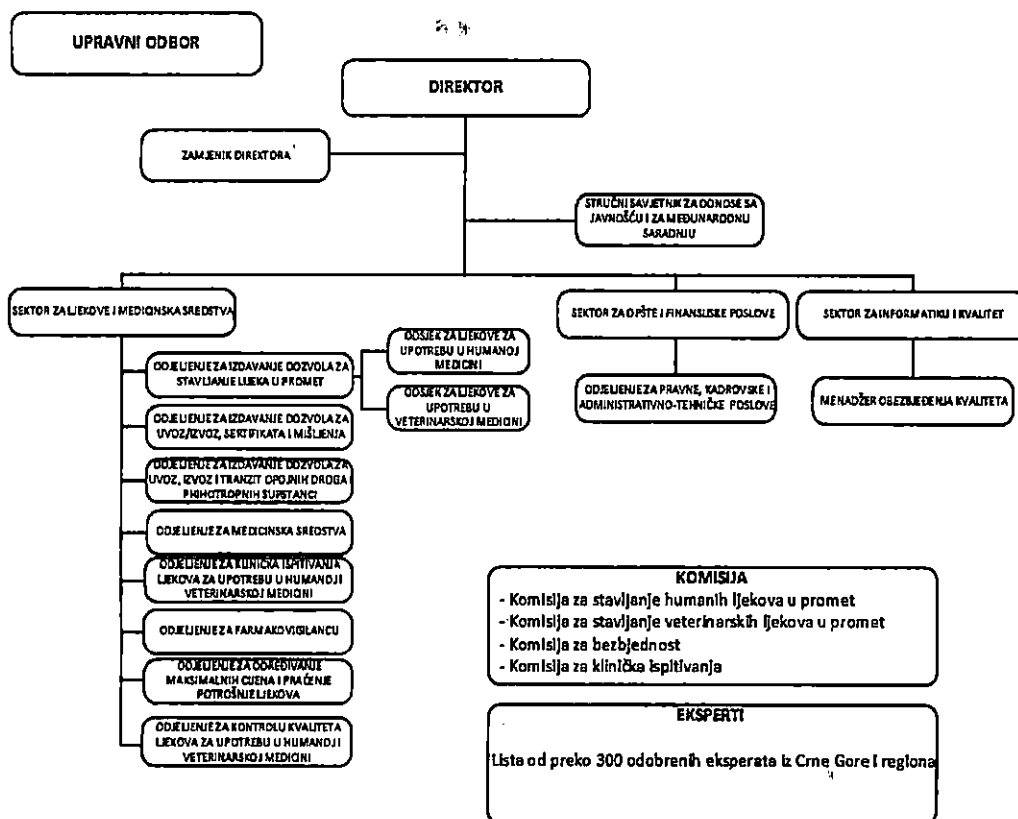 UPRAVNI ODBOR
DIREKTOR
ZAMJENIK DIREKTORA
STRUČNI SAVJETNIK ZA ODNOSE SA
JAVNOŠĆU I ZA MEĐUNARODNU
SARADNJU
SEKTOR ZA LJEKOVE I MEDICINSKA SREDSTVA
SEKTOR ZA OPŠTE I FINANSIJSKE POSLOVE
SEKTOR ZA INFORMATIKU I KVALITET
ODJELJENJE ZA IZDAVANJE DOZVOLA ZA
STAVLJANJE LIJEKA U PROMET
ODSJEK ZA LJEKOVE ZA
UPOTREBU U HUMANOJ
MEDICINI
ODSJEK ZA LJEKOVE ZA
UPOTREBU U
VETERINARSKOJ MEDICINI
ODJELJENJE ZA PRAVNE, KADROVSKE I
ADMINISTRATIVNO-TEHNIČKE POSLOVE
MENADŽER OBEZBJEĐENJA KVALITETA
ODJELJENJE ZA IZDAVANJE DOZVOLA ZA
UVOZ/IZVOZ, SERTIFIKATA I MIŠLJENJA
ODJELJENJE ZA IZDAVANJE DOZVOLA ZA
UVOZ, IZVOZ I TRANZIT OPOJNIH DROGA I
PSIHOTROPNIH SUPSTANCI
ODJELJENJE ZA MEDICINSKA SREDSTVA
ODJELJENJE ZA KLINIČKA ISPITIVANJA
LJEKOVA ZA UPOTREBU U HUMANOJ I
VETERINARSKOJ MEDICINI
ODJELJENJE ZA FARMAKOVIGILANCU
ODJELJENJE ZA ODREĐIVANJE
MAKSIMALNIH CIJENA I PRAĆENJE
POTROŠNJE LJEKOVA
ODJELJENJE ZA KONTROLU KVALITETA
LJEKOVA ZA UPOTREBU U HUMANOJ I
VETERINARSKOJ MEDICINI
KOMISIJA
- Komisija za stavljanje humanih ljekova u promet
- Komisija za stavljanje veterinarskih ljekova u promet
- Komisija za bezbjednost
- Komisija za klinička ispitivanja
EKSPERTI
Lista od preko 300 odobrenih eksperata iz Crne Gore i regiona